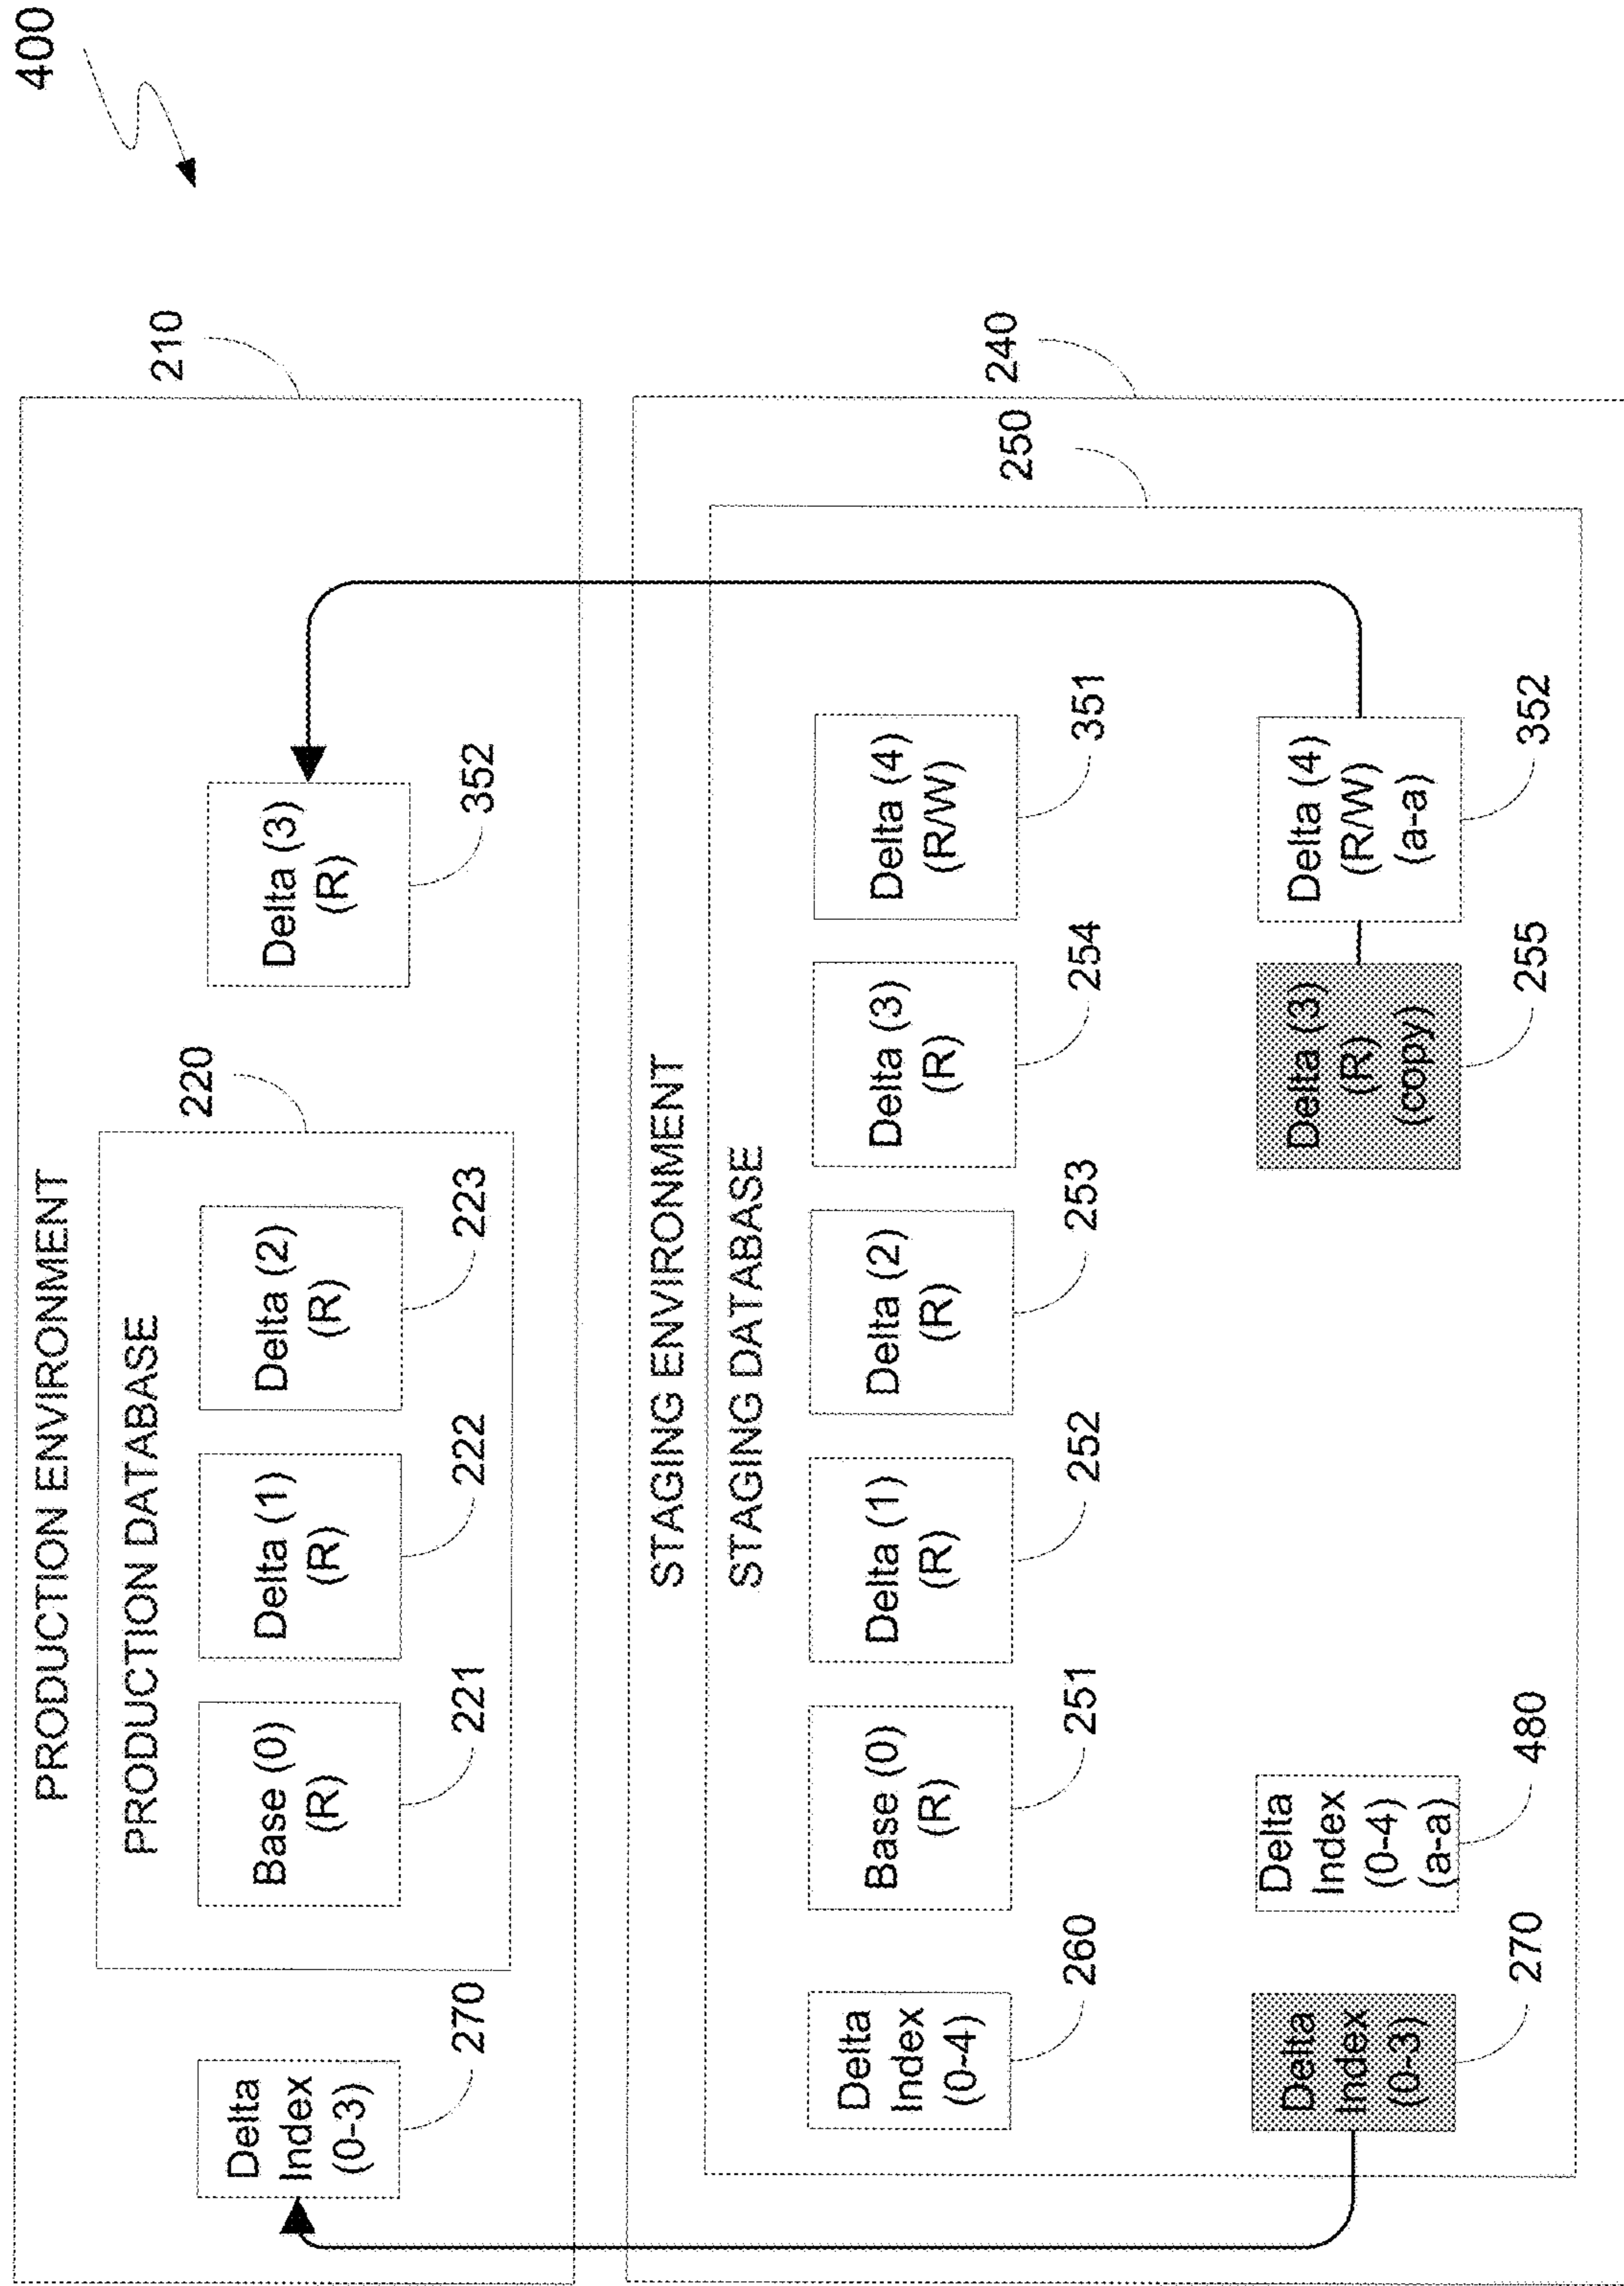 400
PRODUCTION ENVIRONMENT
210
PRODUCTION DATABASE
220
Delta
Index
(0-3)
270
Base (0)
(R)
221
Delta (1)
(R)
222
Delta (2)
(R)
223
Delta (3)
(R)
352
STAGING ENVIRONMENT
240
STAGING DATABASE
250
Delta
Index
(0-4)
260
Base (0)
(R)
251
Delta (1)
(R)
252
Delta (2)
(R)
253
Delta (3)
(R)
254
Delta (4)
(R/W)
351
Delta
Index
(0-3)
270
Delta
Index
(0-4)
(a-a)
480
Delta (3)
(R)
(copy)
255
Delta (4)
(R/W)
(a-a)
352